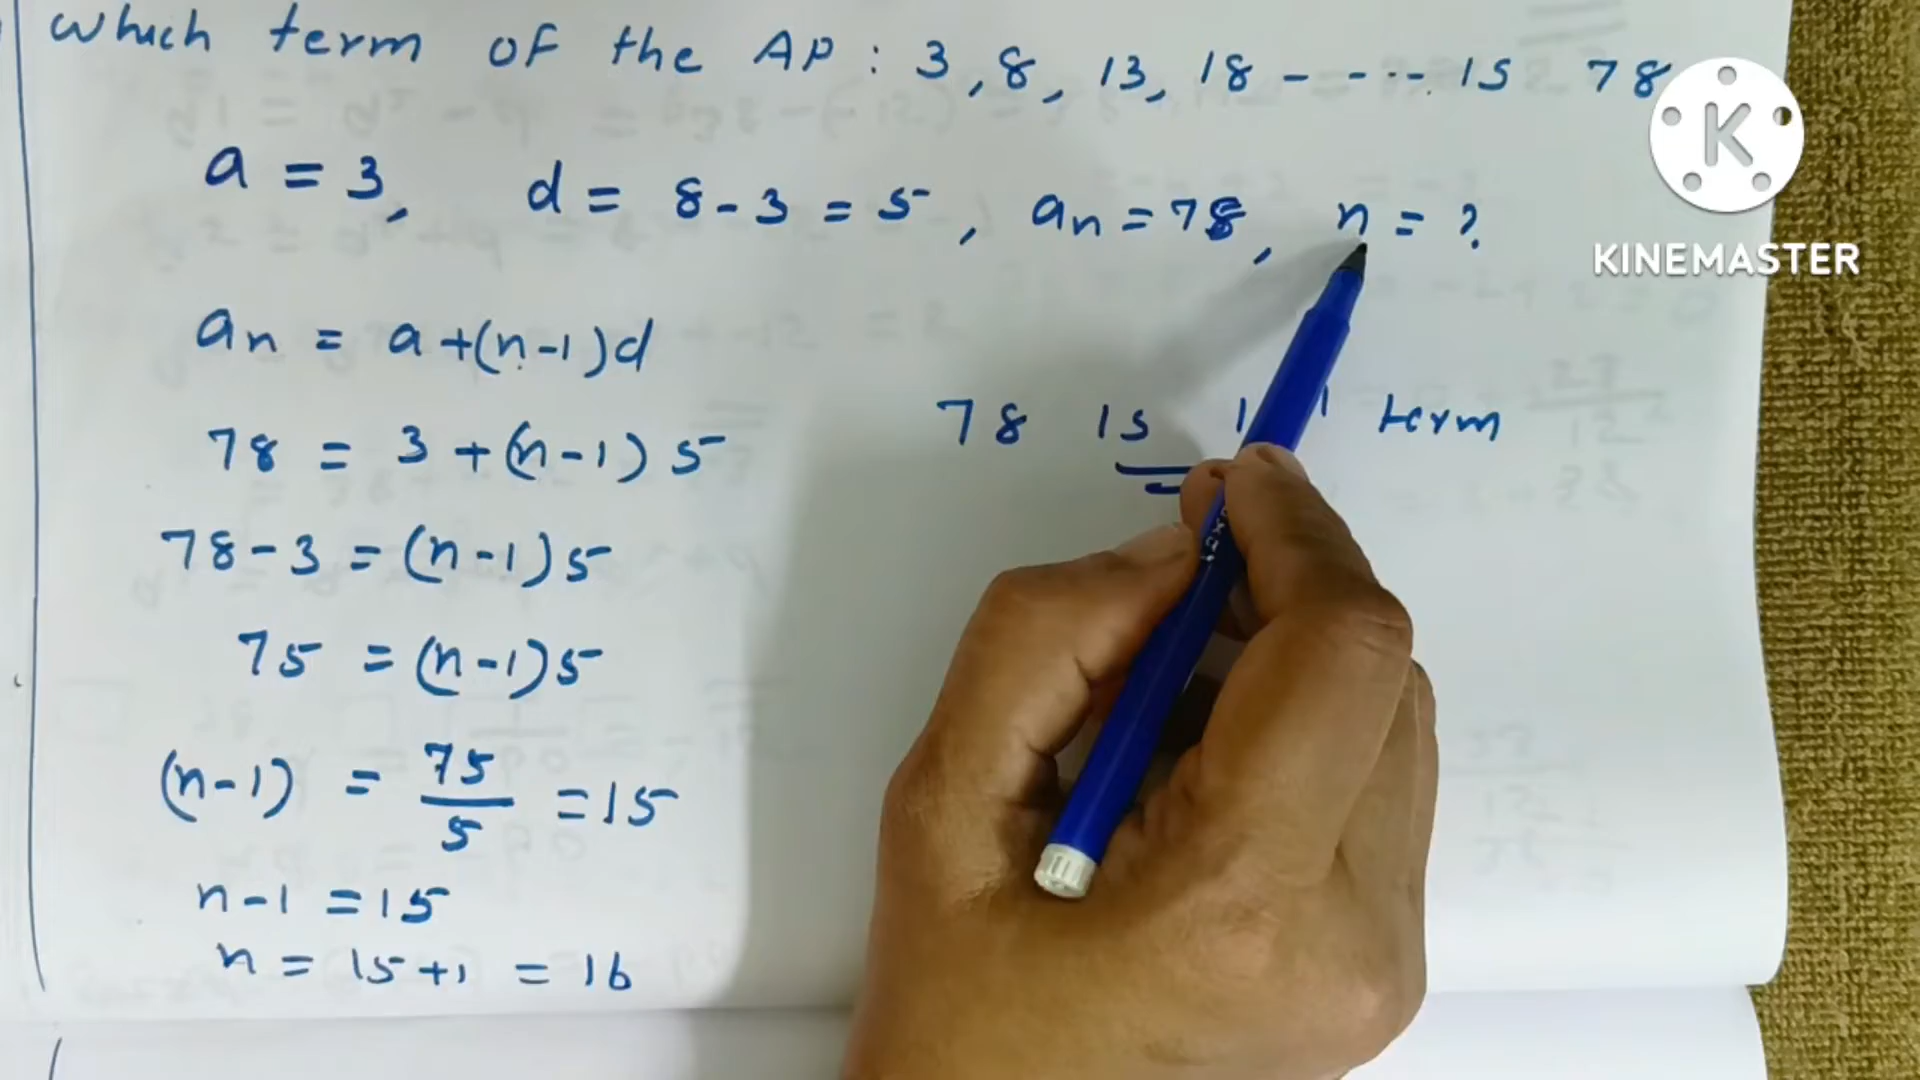 Which term of the AP : 3, 8, 13, 18 - - - - . is 78
a = 3, d = 8 - 3 = 5, an = 78, n = ?
an = a + (n-1)d
78 = 3 + (n-1) 5
78 is term
78 - 3 = (n-1) 5
75 = (n-1) 5
(n-1) = 75/5 = 15
n-1 = 15
n = 15 + 1 = 16
K
KINEMASTER